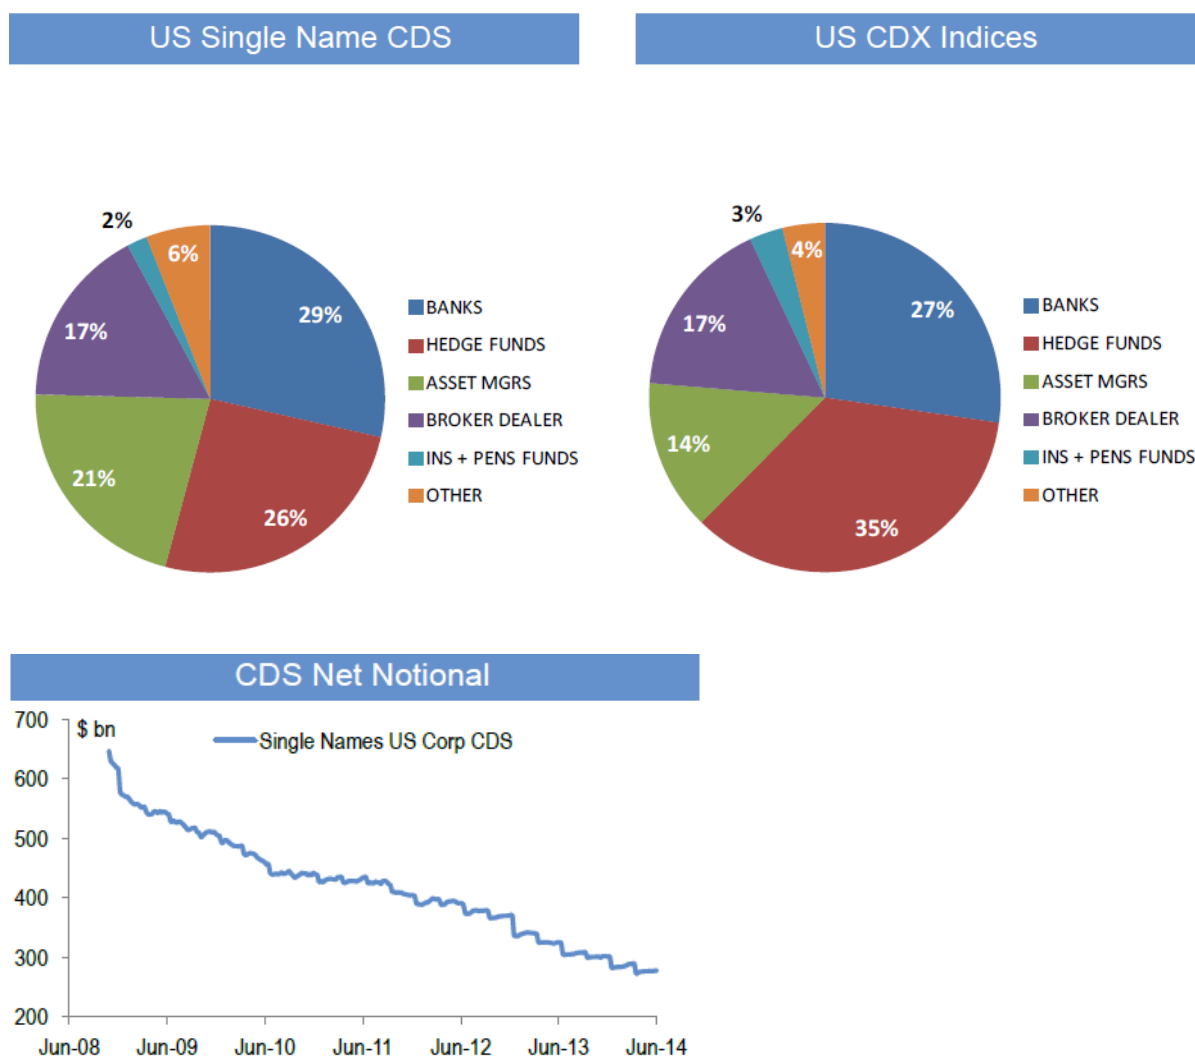 US Single Name CDS
2%
6%
29%
17%
21%
26%
BANKS
HEDGE FUNDS
ASSET MGRS
BROKER DEALER
INS + PENS FUNDS
OTHER
US CDX Indices
3%
4%
27%
17%
14%
35%
BANKS
HEDGE FUNDS
ASSET MGRS
BROKER DEALER
INS + PENS FUNDS
OTHER
CDS Net Notional
$ bn
Single Names US Corp CDS
700
600
500
400
300
200
Jun-08 Jun-09 Jun-10 Jun-11 Jun-12 Jun-13 Jun-14